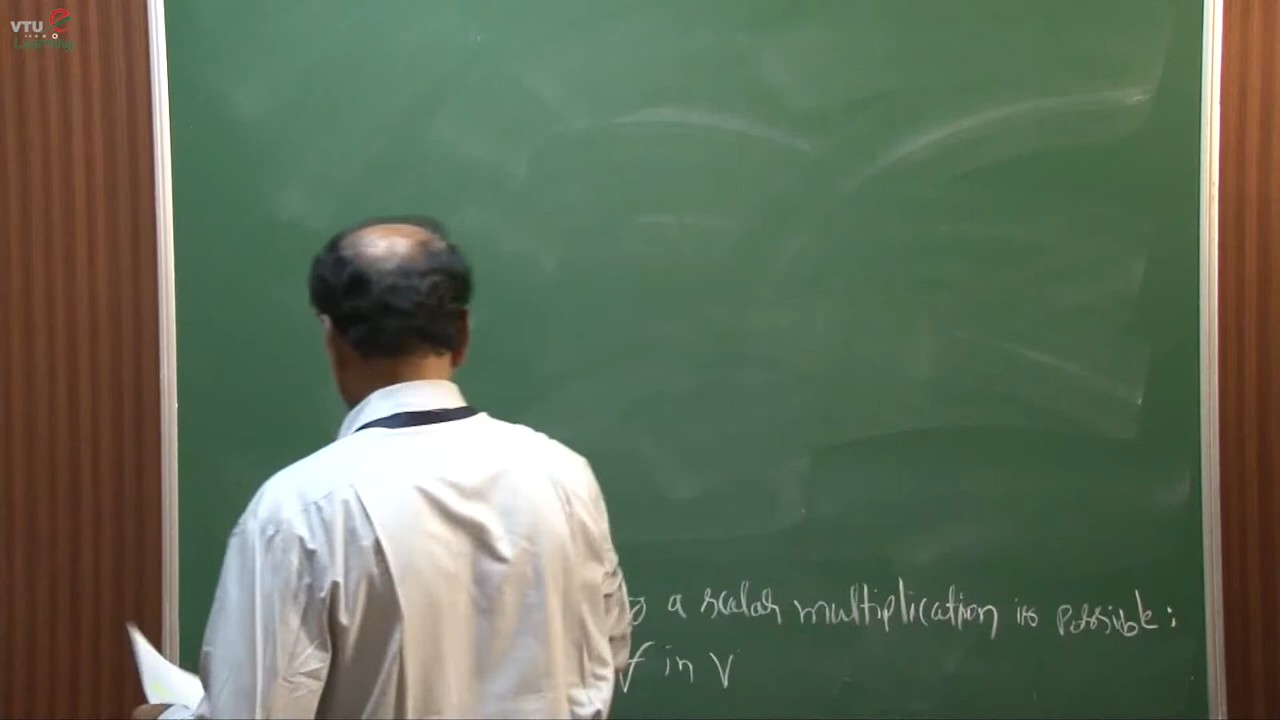 VTU e
Learning
a scalar multiplication is possible:
f in V